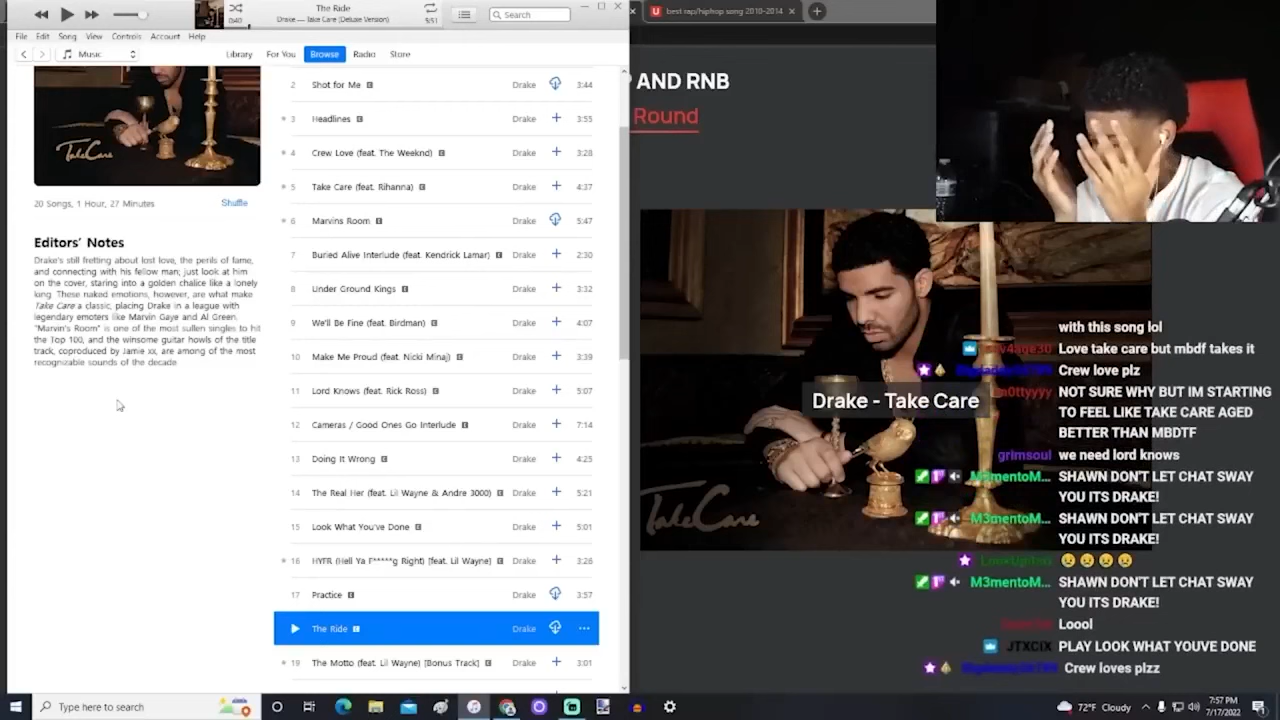 The Ride
Drake — Take Care (Deluxe Version)
0:40
9:51
Search
best rap/hiphop song 2010-2014
File Edit Song View Controls Account Help
Music
Library For You Browse Radio Store
AND RNB
Round
2 Shot for Me E Drake 3:44
3 Headlines E Drake 3:55
4 Crew Love (feat. The Weeknd) E Drake 3:28
5 Take Care (feat. Rihanna) E Drake 4:37
6 Marvins Room E Drake 5:47
7 Buried Alive Interlude (feat. Kendrick Lamar) E Drake 2:30
8 Under Ground Kings E Drake 3:32
9 We'll Be Fine (feat. Birdman) E Drake 4:07
10 Make Me Proud (feat. Nicki Minaj) E Drake 3:39
11 Lord Knows (feat. Rick Ross) E Drake 5:07
12 Cameras / Good Ones Go Interlude E Drake 7:14
13 Doing It Wrong E Drake 4:25
14 The Real Her (feat. Lil Wayne & Andre 3000) E Drake 5:21
15 Look What You've Done E Drake 5:01
16 HYFR (Hell Ya F*****g Right) [feat. Lil Wayne] E Drake 3:26
17 Practice E Drake 3:57
The Ride E Drake
19 The Motto (feat. Lil Wayne) [Bonus Track] E Drake 3:01
TakeCare
20 Songs, 1 Hour, 27 Minutes
Shuffle
Editors' Notes
Drake's still fretting about lost love, the perils of fame,
and connecting with his fellow man; just look at him
on the cover, staring into a golden chalice like a lonely
king. These naked emotions, however, are what make
Take Care a classic, placing Drake in a league with
legendary emoters like Marvin Gaye and Al Green.
"Marvin's Room" is one of the most sullen singles to hit
the Top 100, and the winsome guitar howls of the title
track, coproduced by Jamie xx, are among of the most
recognizable sounds of the decade
Drake - Take Care
TakeCare
with this song lol
Love take care but mbdf takes it
Crew love plz
NOT SURE WHY BUT IM STARTING
TO FEEL LIKE TAKE CARE AGED
BETTER THAN MBDTF
grimsoul we need lord knows
M3mentoM... SHAWN DON'T LET CHAT SWAY
YOU ITS DRAKE!
M3mentoM... SHAWN DON'T LET CHAT SWAY
YOU ITS DRAKE!
M3mentoM... SHAWN DON'T LET CHAT SWAY
YOU ITS DRAKE!
Loool
JTXCIX PLAY LOOK WHAT YOUVE DONE
Crew loves plzz
Type here to search
72°F Cloudy
7:57 PM
7/17/2022